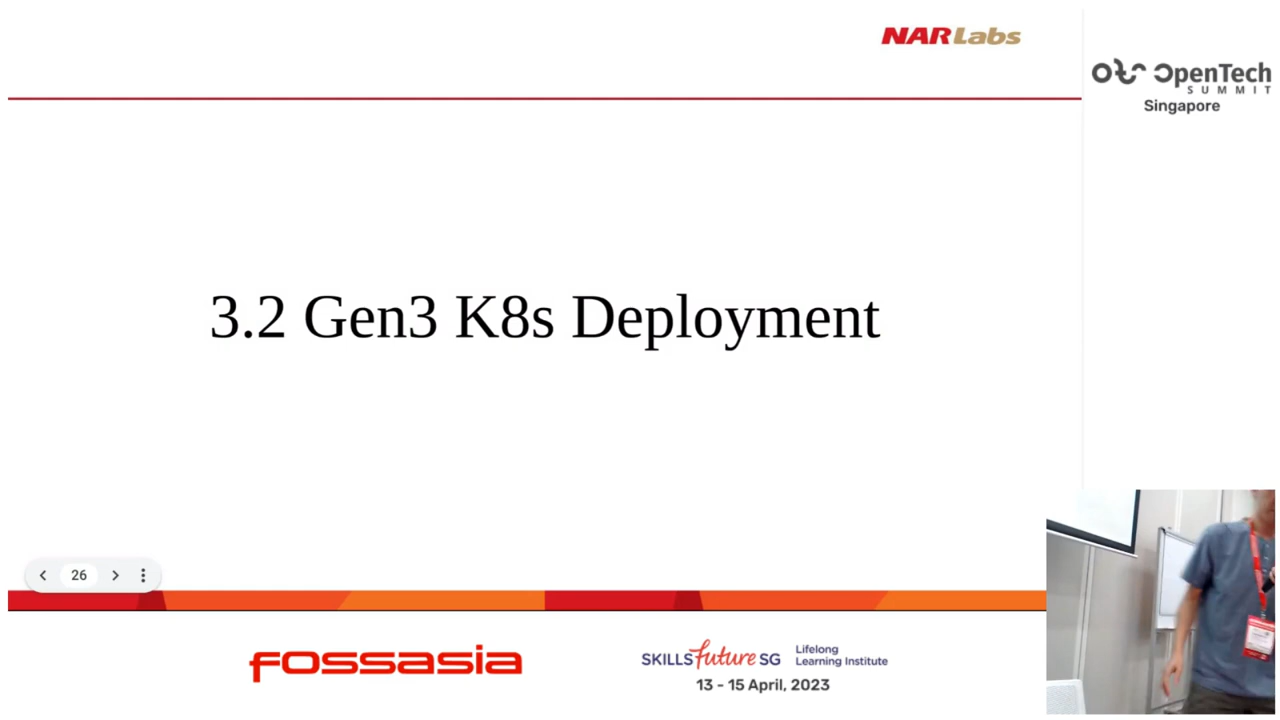 NARLabs
OpenTech
SUMMIT
Singapore
3.2 Gen3 K8s Deployment
26
fossasia
SKILLSfuture SG
Lifelong
Learning Institute
13 - 15 April, 2023